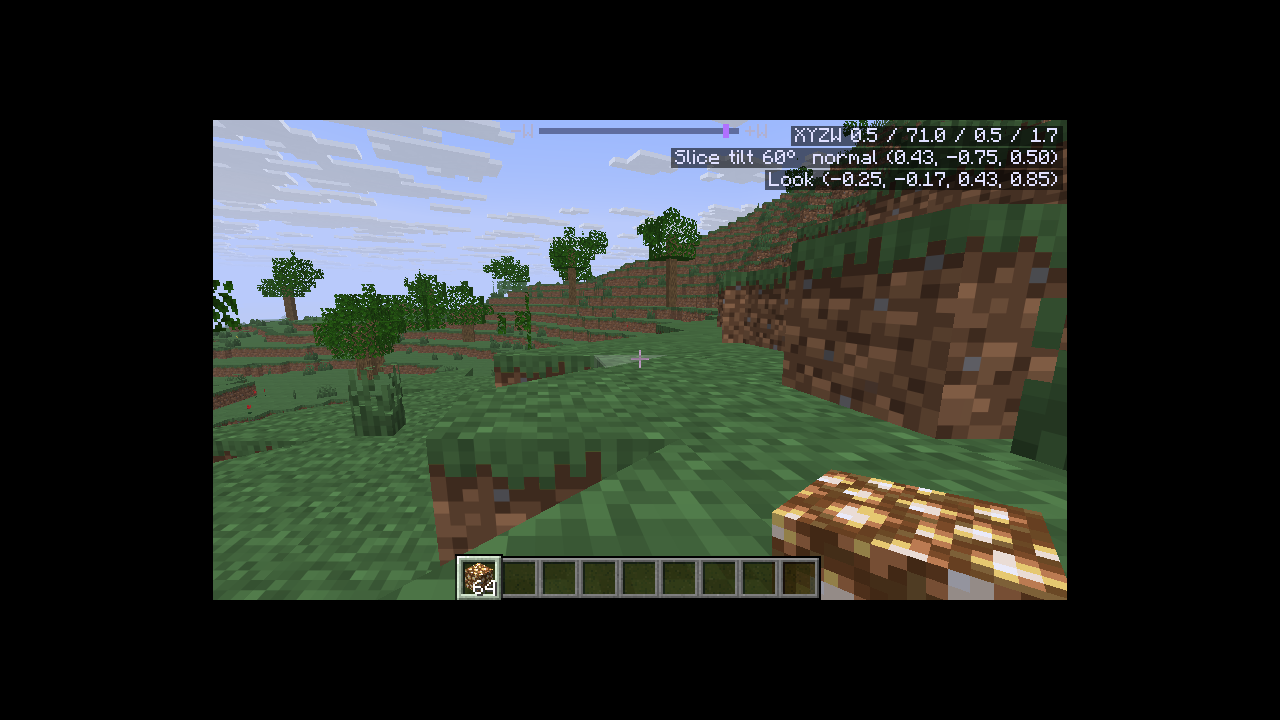 -W +W
XYZW 0.5 / 71.0 / 0.5 / 1.7
Slice tilt 60° normal (0.43, -0.75, 0.50)
Look (-0.25, -0.17, 0.43, 0.85)
64